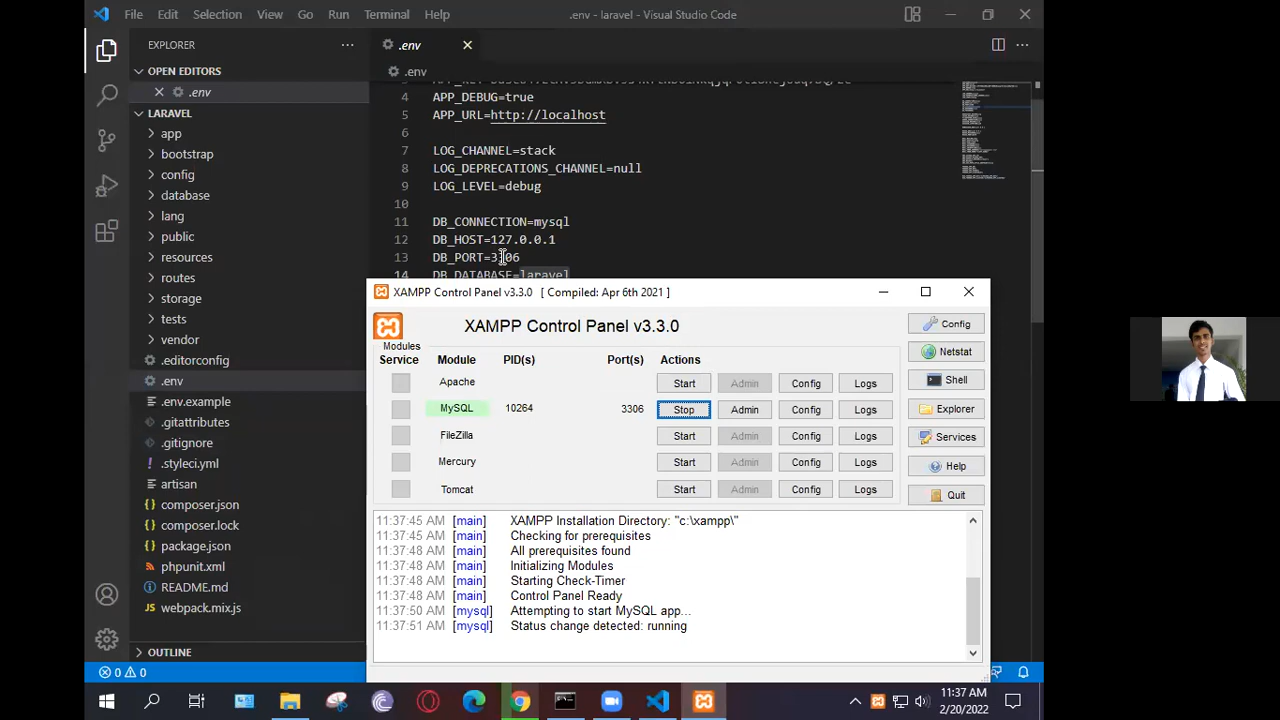 File Edit Selection View Go Run Terminal Help .env - laravel - Visual Studio Code
EXPLORER
.env
OPEN EDITORS
.env
.env
LARAVEL
app
bootstrap
config
database
lang
public
resources
routes
storage
tests
vendor
.editorconfig
.env
.env.example
.gitattributes
.gitignore
.styleci.yml
artisan
composer.json
composer.lock
package.json
phpunit.xml
README.md
webpack.mix.js
OUTLINE
4 APP_DEBUG=true
5 APP_URL=http://localhost
6
7 LOG_CHANNEL=stack
8 LOG_DEPRECATIONS_CHANNEL=null
9 LOG_LEVEL=debug
10
11 DB_CONNECTION=mysql
12 DB_HOST=127.0.0.1
13 DB_PORT=3306
14 DB_DATABASE=laravel
XAMPP Control Panel v3.3.0 [ Compiled: Apr 6th 2021 ]
XAMPP Control Panel v3.3.0
Config
Modules
Service Module PID(s) Port(s) Actions
Netstat
Apache Start Admin Config Logs
Shell
MySQL 10264 3306 Stop Admin Config Logs
Explorer
FileZilla Start Admin Config Logs
Services
Mercury Start Admin Config Logs
Help
Tomcat Start Admin Config Logs
Quit
11:37:45 AM [main] XAMPP Installation Directory: "c:\xampp\"
11:37:45 AM [main] Checking for prerequisites
11:37:48 AM [main] All prerequisites found
11:37:48 AM [main] Initializing Modules
11:37:48 AM [main] Starting Check-Timer
11:37:48 AM [main] Control Panel Ready
11:37:50 AM [mysql] Attempting to start MySQL app...
11:37:51 AM [mysql] Status change detected: running
0 0
11:37 AM
2/20/2022